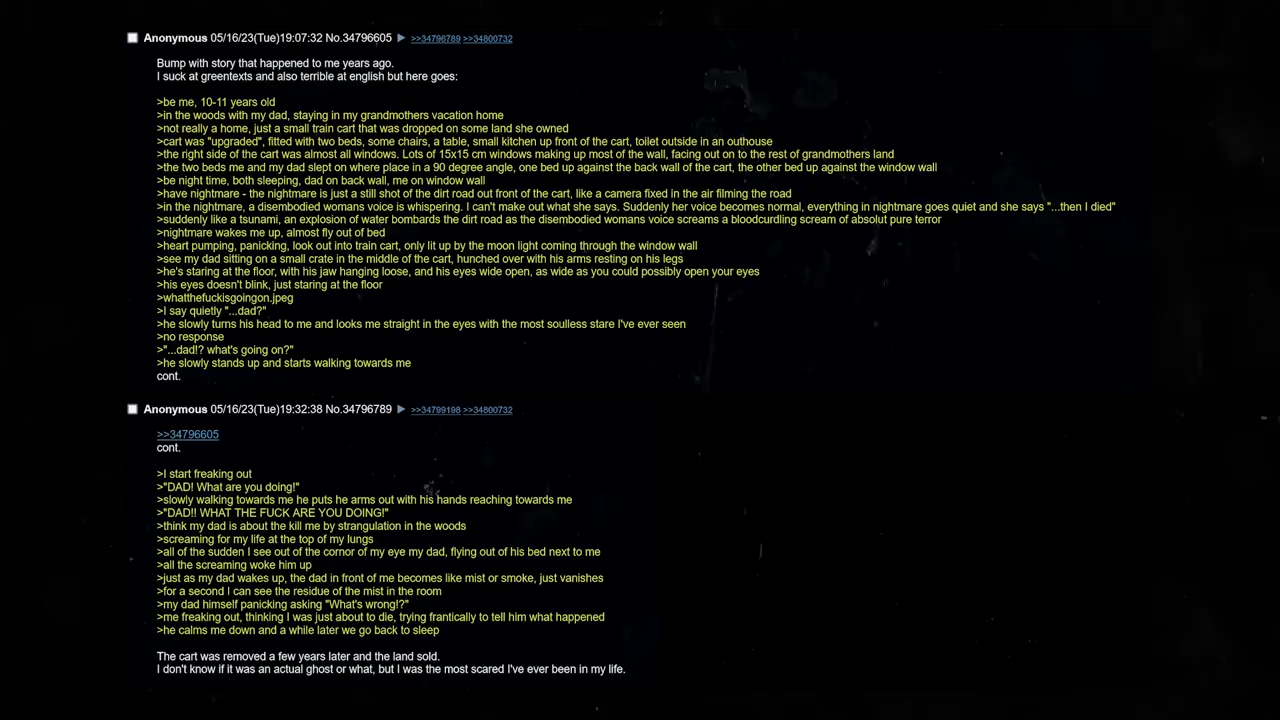 Anonymous 05/16/23(Tue)19:07:32 No.34796605 ▶ >>34796789 >>34800732
Bump with story that happened to me years ago.
I suck at greentexts and also terrible at english but here goes:
>be me, 10-11 years old
>in the woods with my dad, staying in my grandmothers vacation home
>not really a home, just a small train cart that was dropped on some land she owned
>cart was "upgraded", fitted with two beds, some chairs, a table, small kitchen up front of the cart, toilet outside in an outhouse
>the right side of the cart was almost all windows. Lots of 15x15 cm windows making up most of the wall, facing out on to the rest of grandmothers land
>the two beds me and my dad slept on where place in a 90 degree angle, one bed up against the back wall of the cart, the other bed up against the window wall
>be night time, both sleeping, dad on back wall, me on window wall
>have nightmare - the nightmare is just a still shot of the dirt road out front of the cart, like a camera fixed in the air filming the road
>in the nightmare, a disembodied womans voice is whispering. I can't make out what she says. Suddenly her voice becomes normal, everything in nightmare goes quiet and she says "...then I died"
>suddenly like a tsunami, an explosion of water bombards the dirt road as the disembodied womans voice screams a bloodcurdling scream of absolut pure terror
>nightmare wakes me up, almost fly out of bed
>heart pumping, panicking, look out into train cart, only lit up by the moon light coming through the window wall
>see my dad sitting on a small crate in the middle of the cart, hunched over with his arms resting on his legs
>he's staring at the floor, with his jaw hanging loose, and his eyes wide open, as wide as you could possibly open your eyes
>his eyes doesn't blink, just staring at the floor
>whatthefuckisgoingon.jpeg
>I say quietly "...dad?"
>he slowly turns his head to me and looks me straight in the eyes with the most soulless stare I've ever seen
>no response
>"...dad!? what's going on?"
>he slowly stands up and starts walking towards me
cont.
Anonymous 05/16/23(Tue)19:32:38 No.34796789 ▶ >>34799198 >>34800732
>>34796605
cont.
>I start freaking out
>"DAD! What are you doing!"
>slowly walking towards me he puts he arms out with his hands reaching towards me
>"DAD!! WHAT THE FUCK ARE YOU DOING!"
>think my dad is about the kill me by strangulation in the woods
>screaming for my life at the top of my lungs
>all of the sudden I see out of the cornor of my eye my dad, flying out of his bed next to me
>all the screaming woke him up
>just as my dad wakes up, the dad in front of me becomes like mist or smoke, just vanishes
>for a second I can see the residue of the mist in the room
>my dad himself panicking asking "What's wrong!?"
>me freaking out, thinking I was just about to die, trying frantically to tell him what happened
>he calms me down and a while later we go back to sleep
The cart was removed a few years later and the land sold.
I don't know if it was an actual ghost or what, but I was the most scared I've ever been in my life.